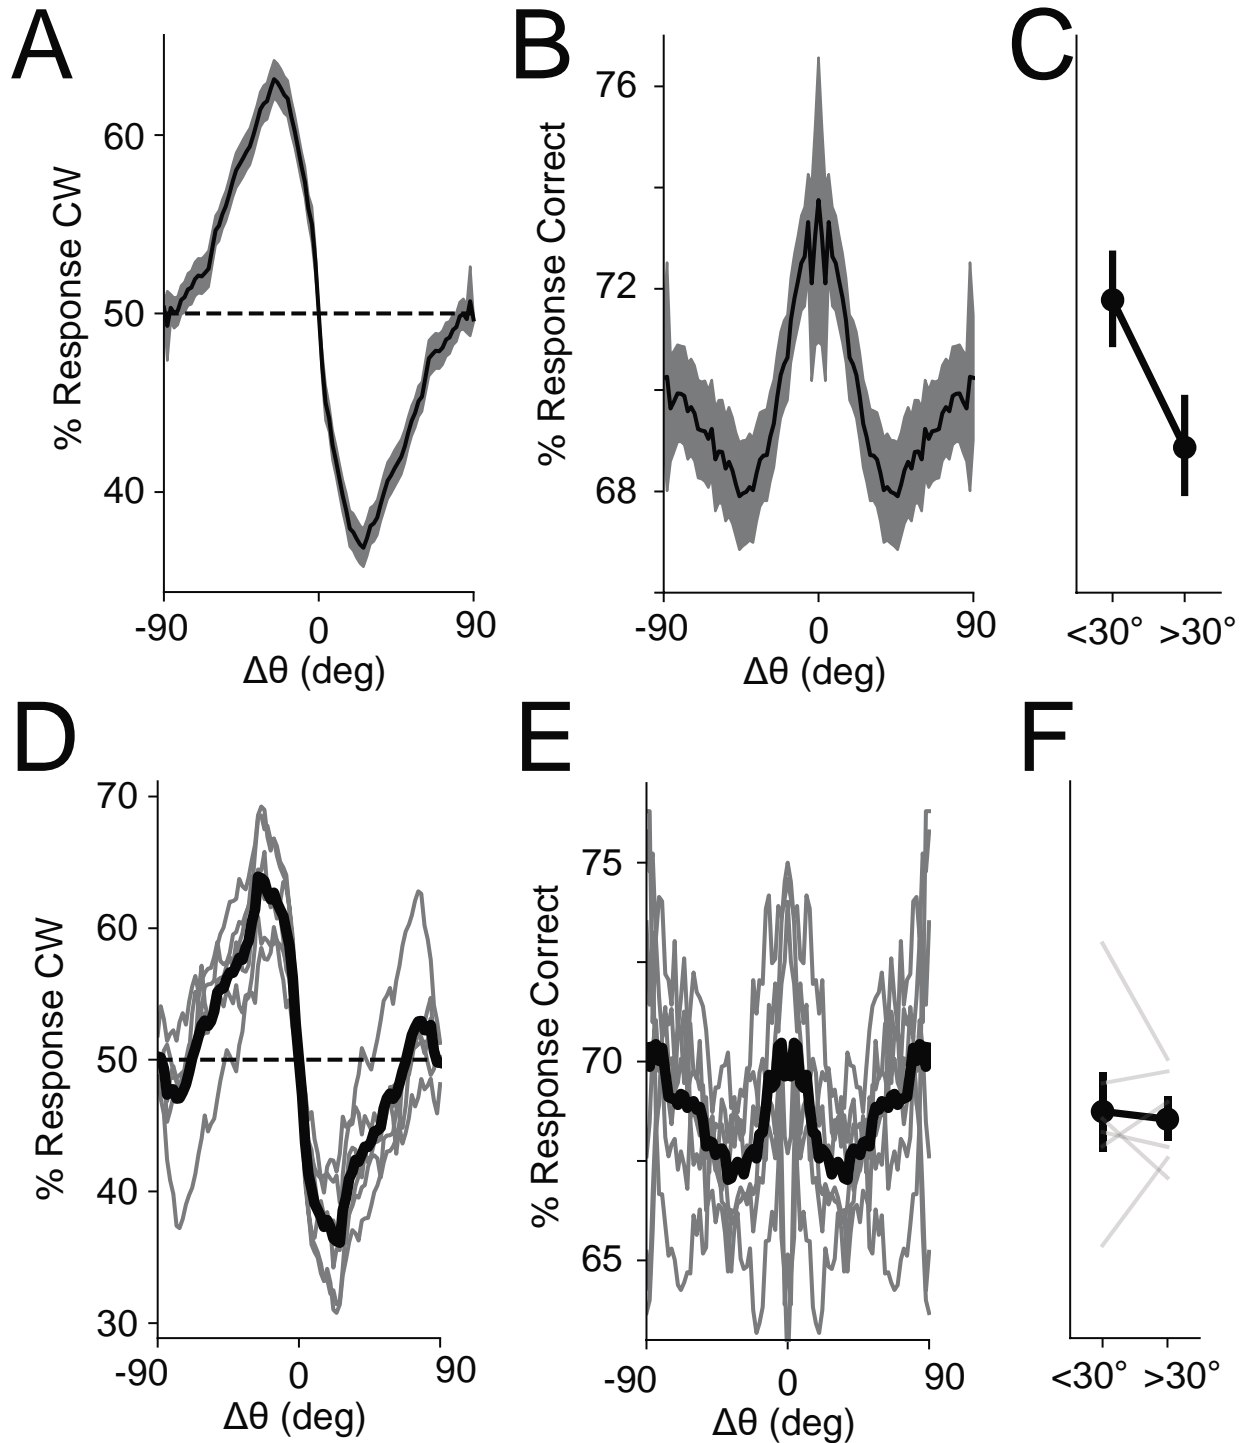 A
B
C
% Response CW
60
50
40
-90
0
90
Δθ (deg)
% Response Correct
76
72
68
-90
0
90
Δθ (deg)
<30°
>30°
D
E
F
% Response CW
70
60
50
40
30
-90
0
90
Δθ (deg)
% Response Correct
75
70
65
-90
0
90
Δθ (deg)
<30°
>30°